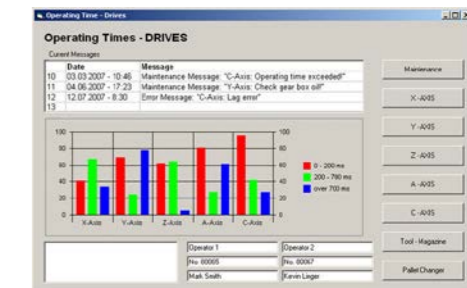 Operating Time - Drives
Operating Times - DRIVES
Current Messages
Date Message
10 03.03.2007 - 10:46 Maintenance Message: "C-Axis: Operating time exceeded!"
11 04.06.2007 - 17:23 Maintenance Message: "Y-Axis: Check gear box oil!"
12 12.07.2007 - 8:30 Error Message: "C-Axis: Lag error"
13
Maintenance
X-AXIS
Y-AXIS
Z-AXIS
A-AXIS
C-AXIS
Tool - Magazine
Pallet Changer
100 100
80 80
60 60
40 40
20 20
0 0
X-Axis Y-Axis Z-Axis A-Axis C-Axis
0 - 200 ms
200 - 700 ms
over 700 ms
Operator 1 Operator 2
No. 80085 No. 80067
Mark Smith Kevin Linger